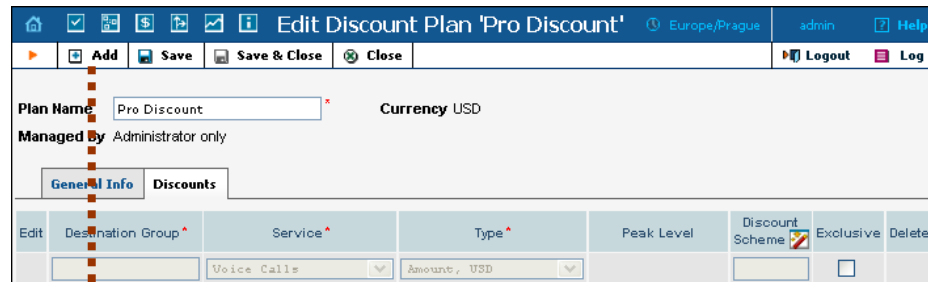 Edit Discount Plan 'Pro Discount' Europe/Prague admin Help
Add Save Save & Close Close Logout Log
Plan Name Pro Discount * Currency USD
Managed By Administrator only
General Info Discounts
Edit Destination Group * Service * Type * Peak Level Discount Scheme Exclusive Delete
Voice Calls Amount, USD